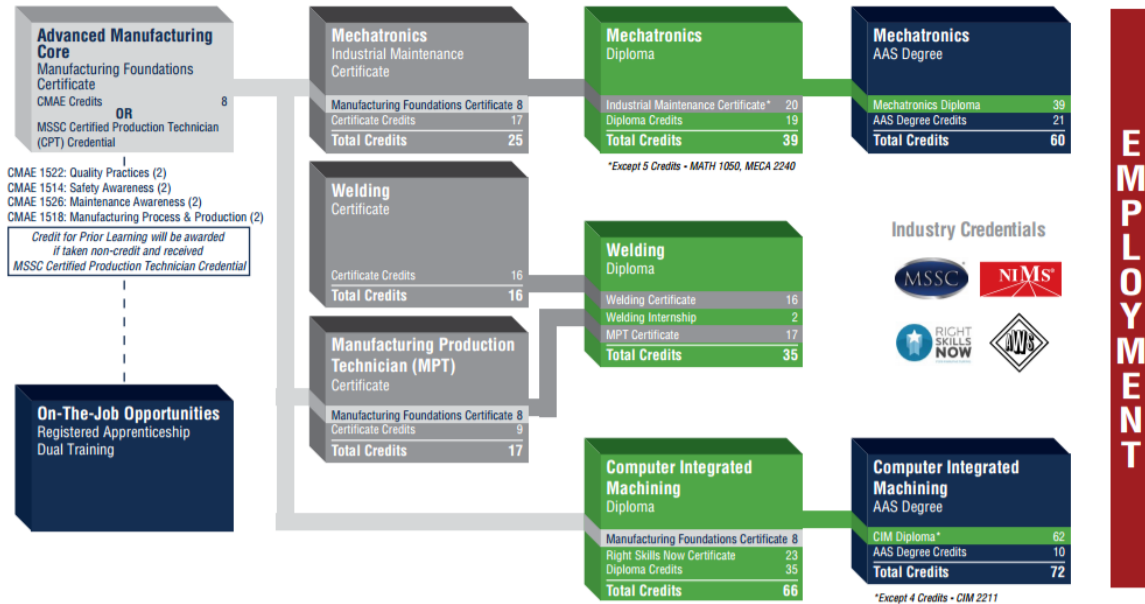 Advanced Manufacturing
Core
Manufacturing Foundations
Certificate
CMAE Credits 8
OR
MSSC Certified Production Technician
(CPT) Credential
CMAE 1522: Quality Practices (2)
CMAE 1514: Safety Awareness (2)
CMAE 1526: Maintenance Awareness (2)
CMAE 1518: Manufacturing Process & Production (2)
Credit for Prior Learning will be awarded
if taken non-credit and received
MSSC Certified Production Technician Credential
On-The-Job Opportunities
Registered Apprenticeship
Dual Training
Mechatronics
Industrial Maintenance
Certificate
Manufacturing Foundations Certificate 8
Certificate Credits 17
Total Credits 25
Welding
Certificate
Certificate Credits 16
Total Credits 16
Manufacturing Production
Technician (MPT)
Certificate
Manufacturing Foundations Certificate 8
Certificate Credits 9
Total Credits 17
Mechatronics
Diploma
Industrial Maintenance Certificate* 20
Diploma Credits 19
Total Credits 39
*Except 5 Credits - MATH 1050, MECA 2240
Welding
Diploma
Welding Certificate 16
Welding Internship 2
MPT Certificate 17
Total Credits 35
Computer Integrated
Machining
Diploma
Manufacturing Foundations Certificate 8
Right Skills Now Certificate 23
Diploma Credits 35
Total Credits 66
Mechatronics
AAS Degree
Mechatronics Diploma 39
AAS Degree Credits 21
Total Credits 60
Industry Credentials
MSSC
NIMS
RIGHT
SKILLS
NOW
AWS
Computer Integrated
Machining
AAS Degree
CIM Diploma* 62
AAS Degree Credits 10
Total Credits 72
*Except 4 Credits - CIM 2211
EMPLOYMENT